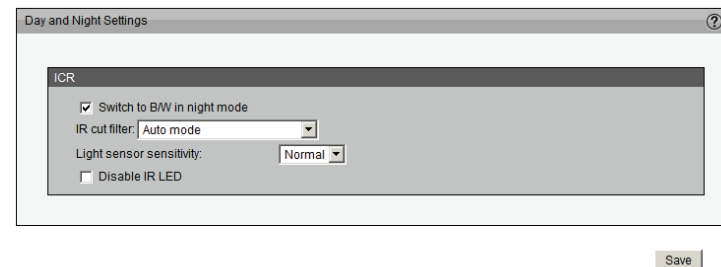 Day and Night Settings
?
ICR
Switch to B/W in night mode
IR cut filter: Auto mode
Light sensor sensitivity: Normal
Disable IR LED
Save